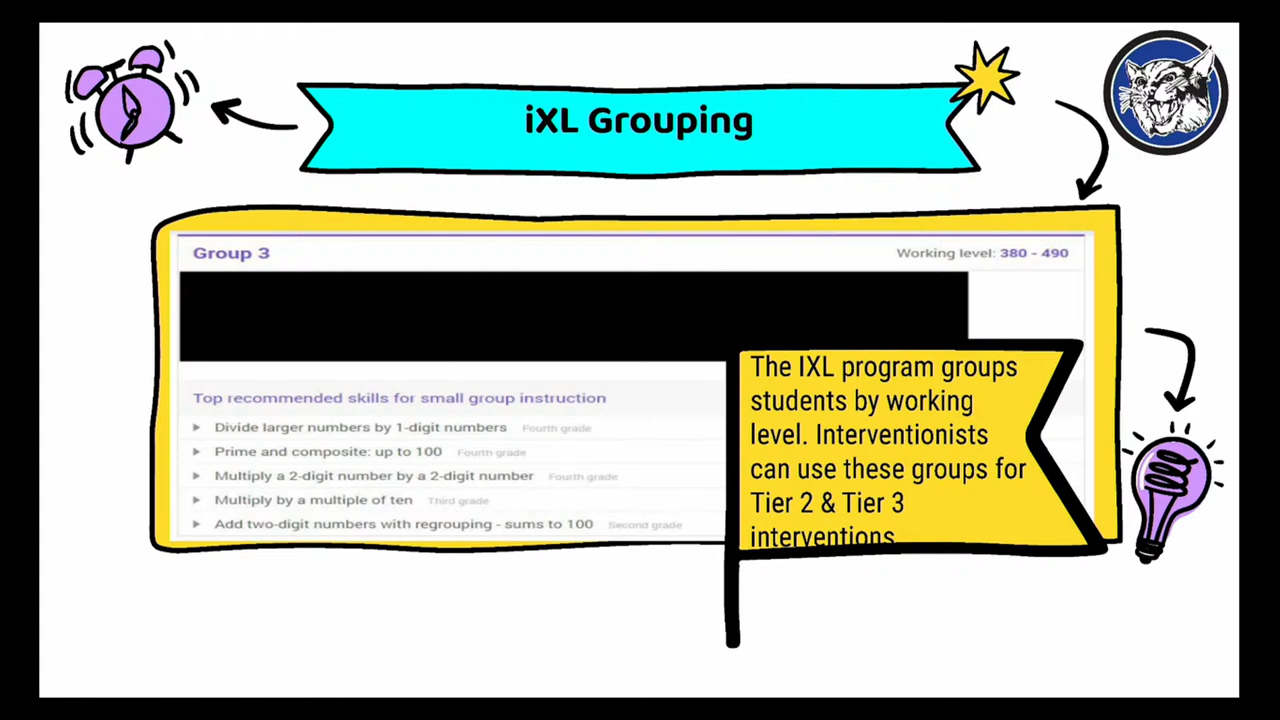 iXL Grouping
Group 3
Working level: 380 - 490
Top recommended skills for small group instruction
Divide larger numbers by 1-digit numbers Fourth grade
Prime and composite: up to 100 Fourth grade
Multiply a 2-digit number by a 2-digit number Fourth grade
Multiply by a multiple of ten Third grade
Add two-digit numbers with regrouping - sums to 100 Second grade
The IXL program groups
students by working
level. Interventionists
can use these groups for
Tier 2 & Tier 3
interventions